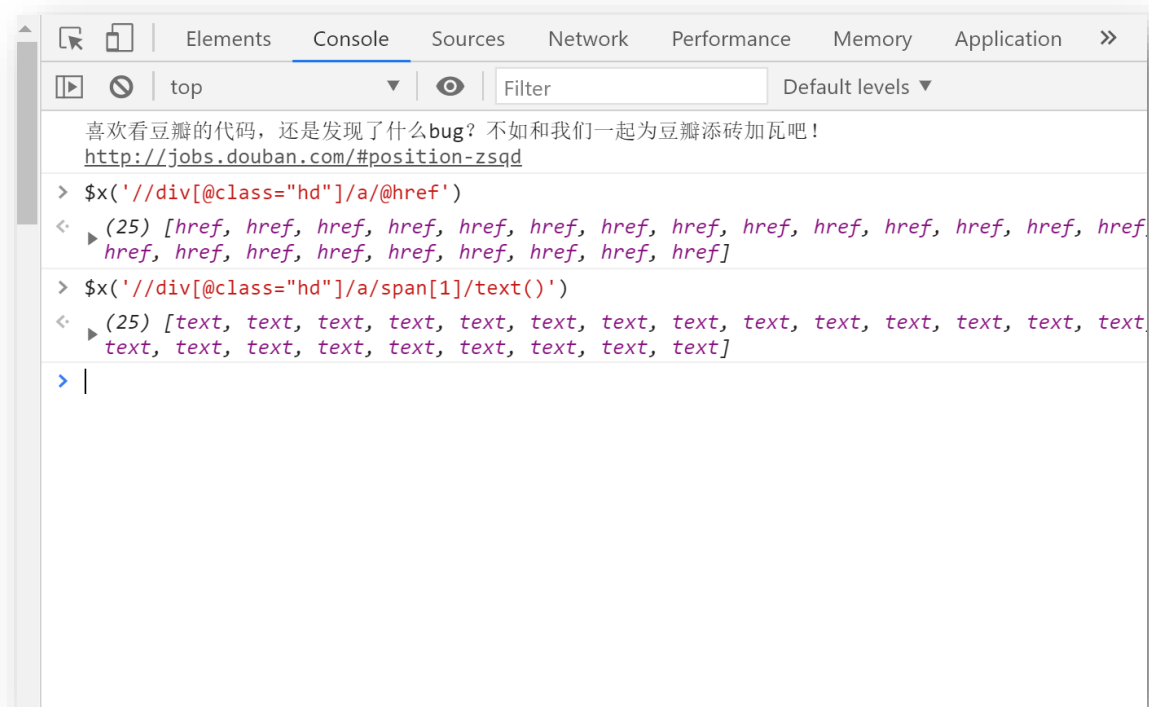 Elements Console Sources Network Performance Memory Application »
top ▼ Filter Default levels ▼
喜欢看豆瓣的代码，还是发现了什么bug？不如和我们一起为豆瓣添砖加瓦吧！
http://jobs.douban.com/#position-zsqd
> $x('//div[@class="hd"]/a/@href')
(25) [href, href, href, href, href, href, href, href, href, href, href, href, href, href,
href, href, href, href, href, href, href, href, href]
> $x('//div[@class="hd"]/a/span[1]/text()')
(25) [text, text, text, text, text, text, text, text, text, text, text, text, text, text,
text, text, text, text, text, text, text, text, text]
>